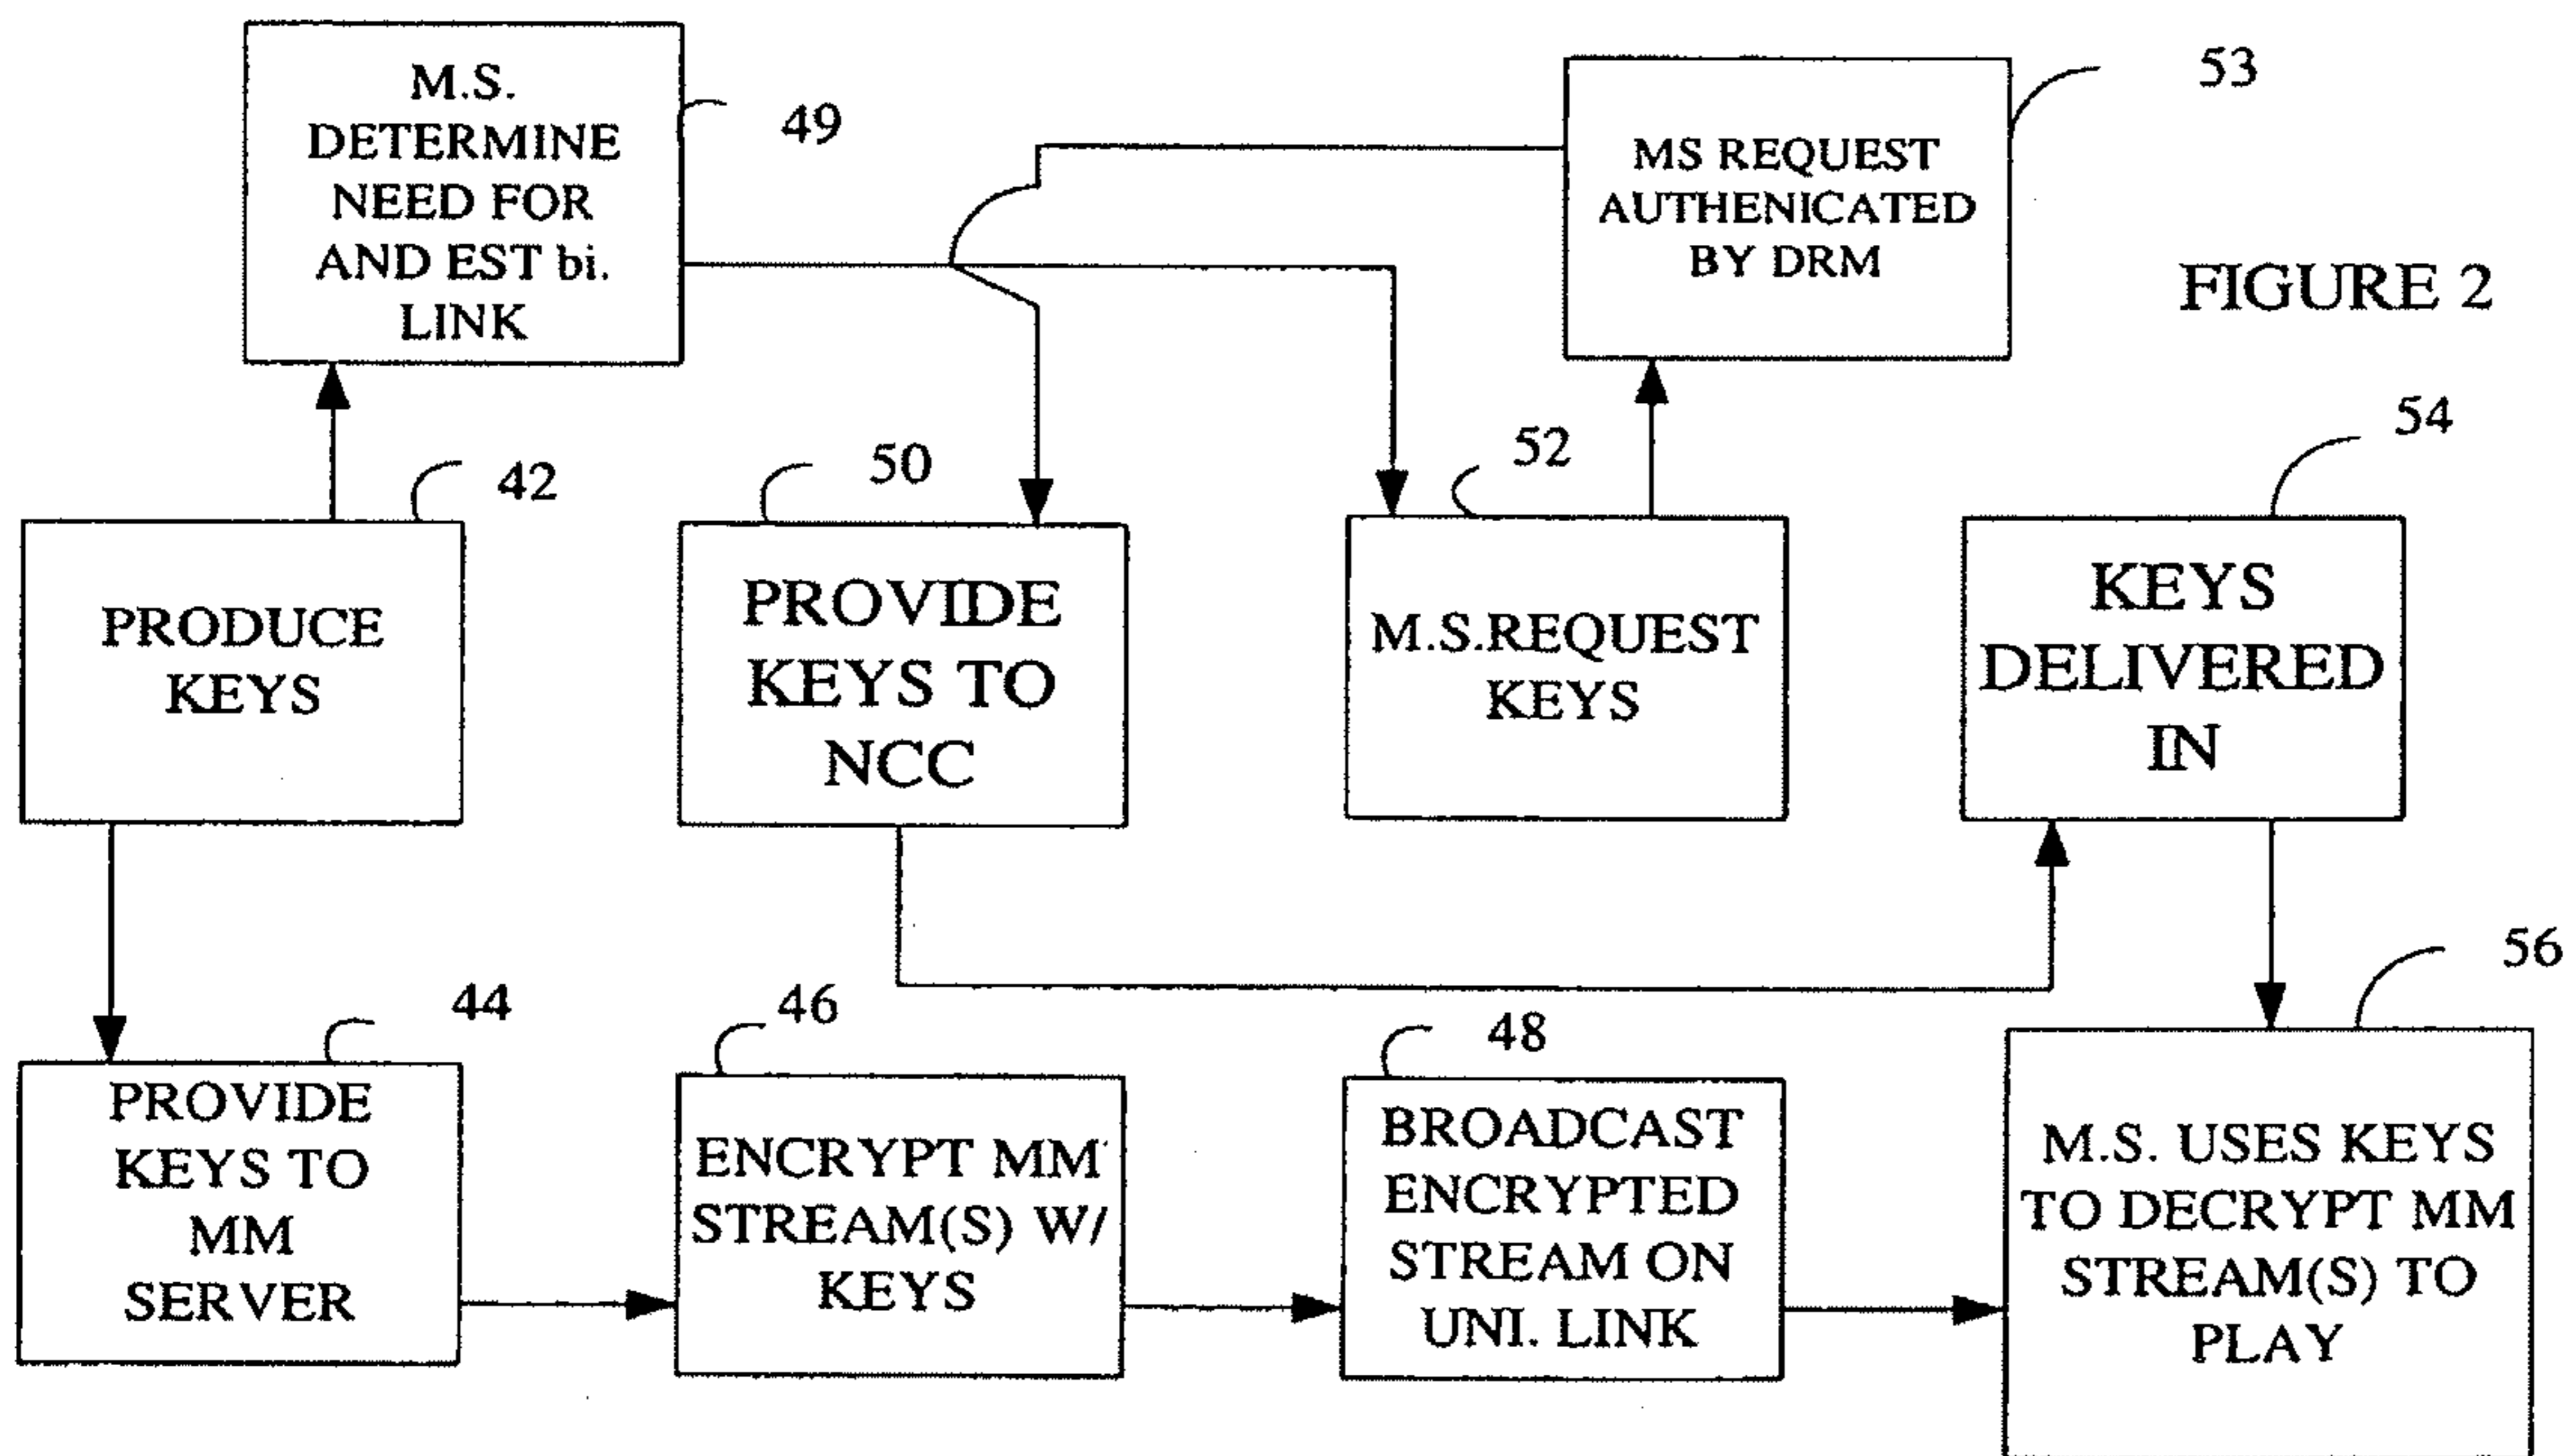 M.S.
DETERMINE
NEED FOR
AND EST bi.
LINK
49
MS REQUEST
AUTHENICATED
BY DRM
53
FIGURE 2
PRODUCE
KEYS
42
PROVIDE
KEYS TO
NCC
50
M.S.REQUEST
KEYS
52
KEYS
DELIVERED
IN
54
PROVIDE
KEYS TO
MM
SERVER
44
ENCRYPT MM
STREAM(S) W/
KEYS
46
BROADCAST
ENCRYPTED
STREAM ON
UNI. LINK
48
M.S. USES KEYS
TO DECRYPT MM
STREAM(S) TO
PLAY
56